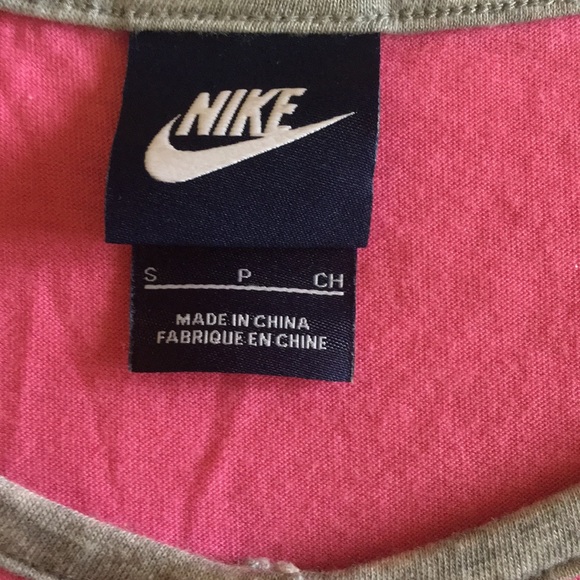 NIKE
S P CH
MADE IN CHINA
FABRIQUE EN CHINE